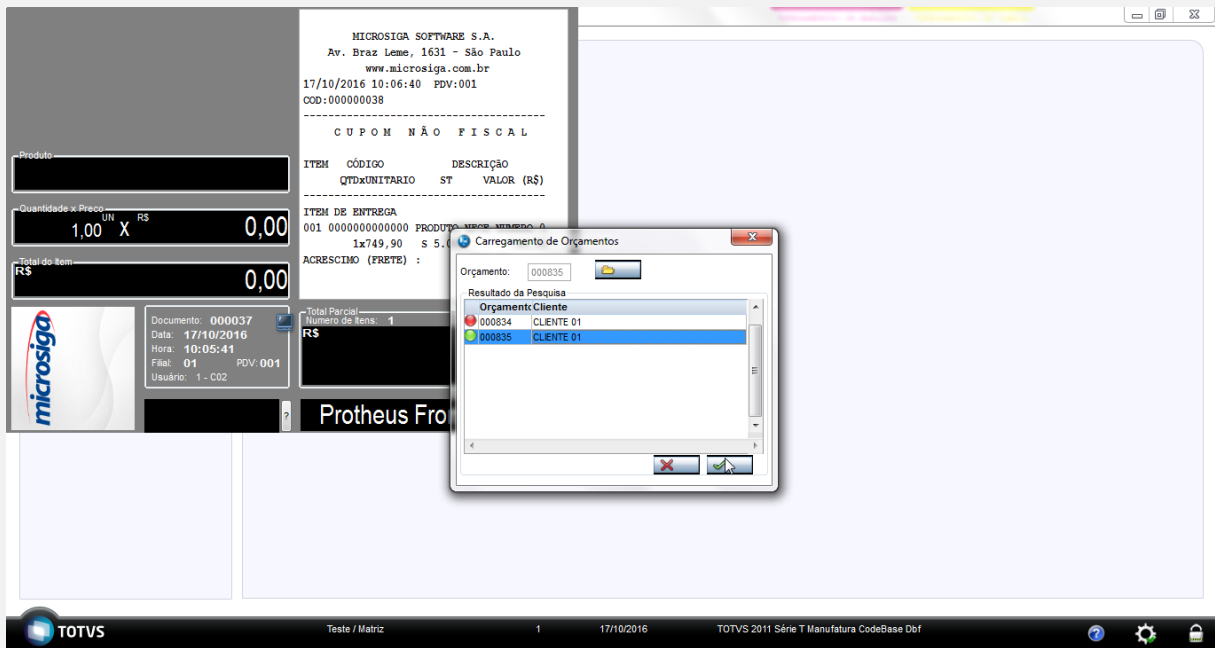 MICROSIGA SOFTWARE S.A.
Av. Braz Leme, 1631 - São Paulo
www.microsiga.com.br
17/10/2016 10:06:40 PDV:001
COD:000000038
----------------------------------------
C U P O M N Ã O F I S C A L
ITEM CÓDIGO DESCRIÇãO
QTDxUNITARIO ST VALOR (R$)
----------------------------------------
ITEM DE ENTREGA
001 0000000000000 PRODUTO NECE NUMERO 0
1x749,90 S 5.0
ACRESCIMO (FRETE) :
Produto
Quantidade x Preco
1,00 UN X R$ 0,00
Total do Item
R$ 0,00
microsiga
Documento: 000037
Data: 17/10/2016
Hora: 10:05:41
Filial: 01 PDV: 001
Usuário: 1 - C02
?
Total Parcial
Numero de Itens: 1
R$
Protheus Fro
Carregamento de Orçamentos
Orçamento: 000835
Resultado da Pesquisa
Orçamento Cliente
000834 CLIENTE 01
000835 CLIENTE 01
TOTVS
Teste / Matriz 1 17/10/2016 TOTVS 2011 Série T Manufatura CodeBase Dbf
?